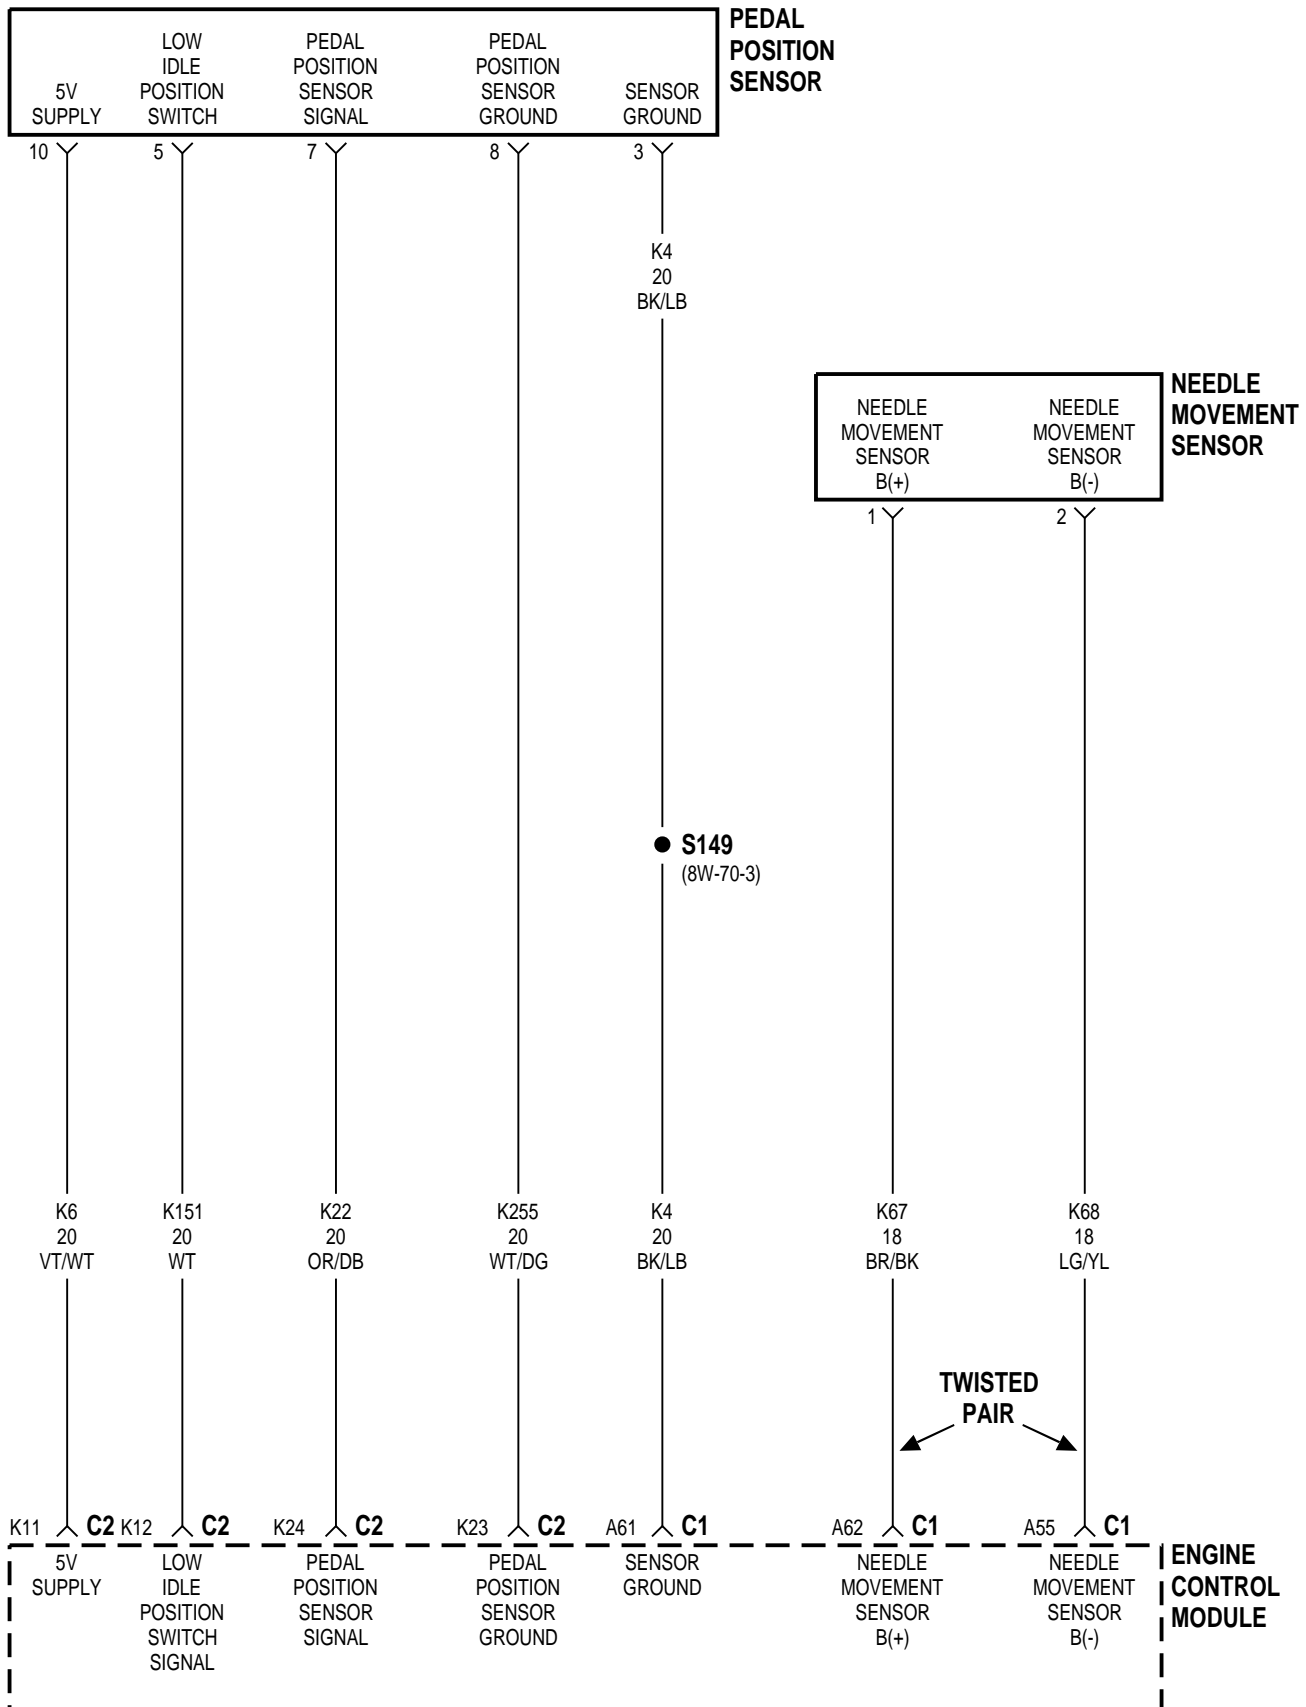 PEDAL
POSITION
SENSOR
5V
SUPPLY
LOW
IDLE
POSITION
SWITCH
PEDAL
POSITION
SENSOR
SIGNAL
PEDAL
POSITION
SENSOR
GROUND
SENSOR
GROUND
10
5
7
8
3
K4
20
BK/LB
NEEDLE
MOVEMENT
SENSOR
NEEDLE
MOVEMENT
SENSOR
B(+)
NEEDLE
MOVEMENT
SENSOR
B(-)
1
2
S149
(8W-70-3)
K6
20
VT/WT
K151
20
WT
K22
20
OR/DB
K255
20
WT/DG
K4
20
BK/LB
K67
18
BR/BK
K68
18
LG/YL
TWISTED
PAIR
K11 C2
K12 C2
K24 C2
K23 C2
A61 C1
A62 C1
A55 C1
5V
SUPPLY
LOW
IDLE
POSITION
SWITCH
SIGNAL
PEDAL
POSITION
SENSOR
SIGNAL
PEDAL
POSITION
SENSOR
GROUND
SENSOR
GROUND
NEEDLE
MOVEMENT
SENSOR
B(+)
NEEDLE
MOVEMENT
SENSOR
B(-)
ENGINE
CONTROL
MODULE